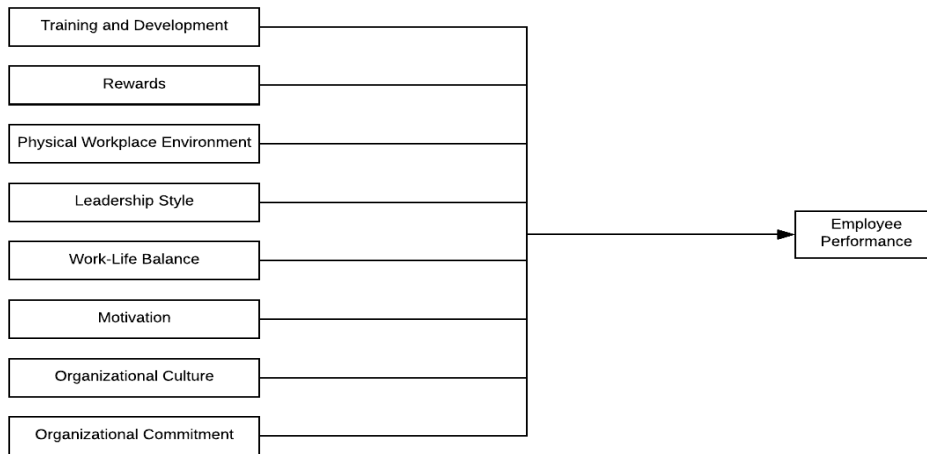 Training and Development
Rewards
Physical Workplace Environment
Leadership Style
Work-Life Balance
Motivation
Organizational Culture
Organizational Commitment
Employee
Performance